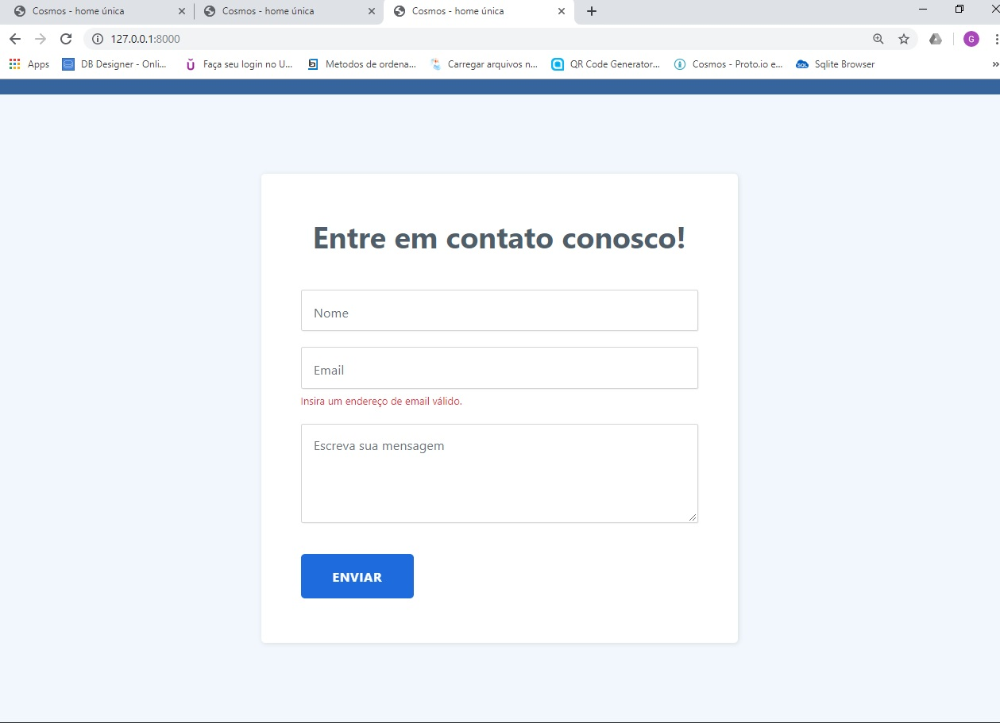 Cosmos - home única
Cosmos - home única
Cosmos - home única
127.0.0.1:8000
G
Apps
DB Designer - Onli...
Faça seu login no U...
Metodos de ordena...
Carregar arquivos n...
QR Code Generator...
Cosmos - Proto.io e...
SQL
Sqlite Browser
Entre em contato conosco!
Nome
Email
Insira um endereço de email válido.
Escreva sua mensagem
ENVIAR